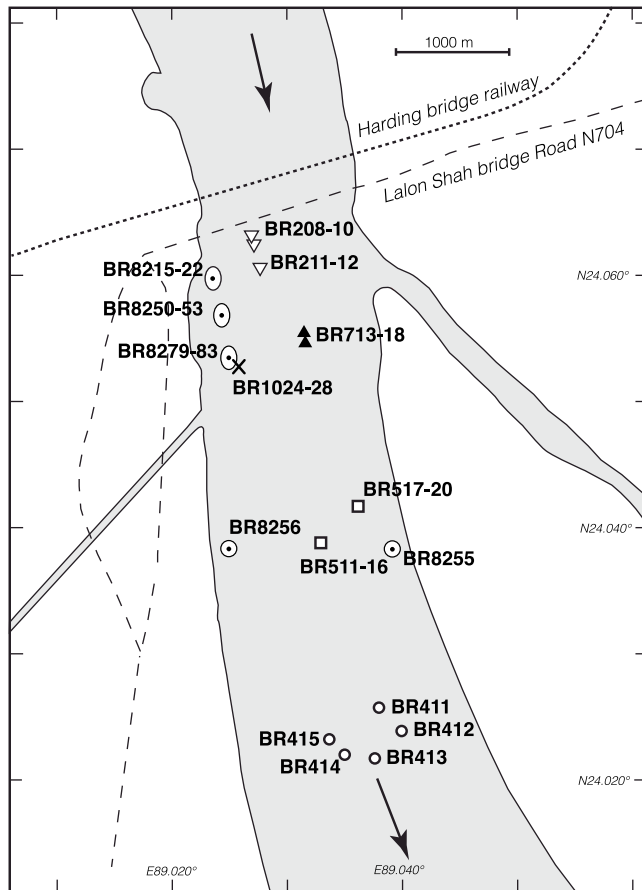 1000 m
Harding bridge railway
Lalon Shah bridge Road N704
BR208-10
BR211-12
BR8215-22
N24.060°
BR8250-53
BR713-18
BR8279-83
BR1024-28
BR517-20
BR8256
N24.040°
BR511-16
BR8255
BR411
BR412
BR415
BR414
BR413
N24.020°
E89.020°
E89.040°